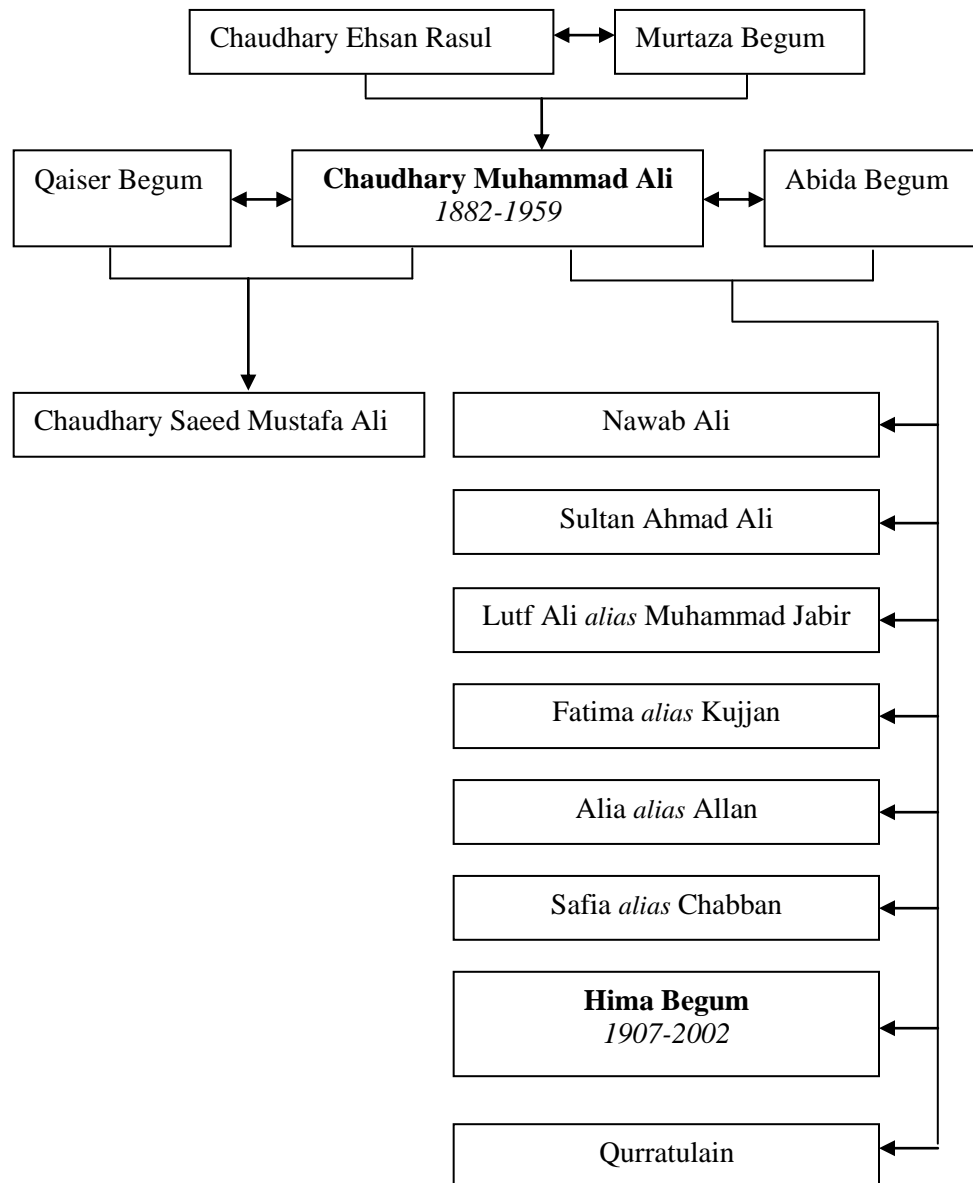 Chaudhary Ehsan Rasul
Murtaza Begum
Qaiser Begum
Chaudhary Muhammad Ali
1882-1959
Abida Begum
Chaudhary Saeed Mustafa Ali
Nawab Ali
Sultan Ahmad Ali
Lutf Ali alias Muhammad Jabir
Fatima alias Kujjan
Alia alias Allan
Safia alias Chabban
Hima Begum
1907-2002
Qurratulain